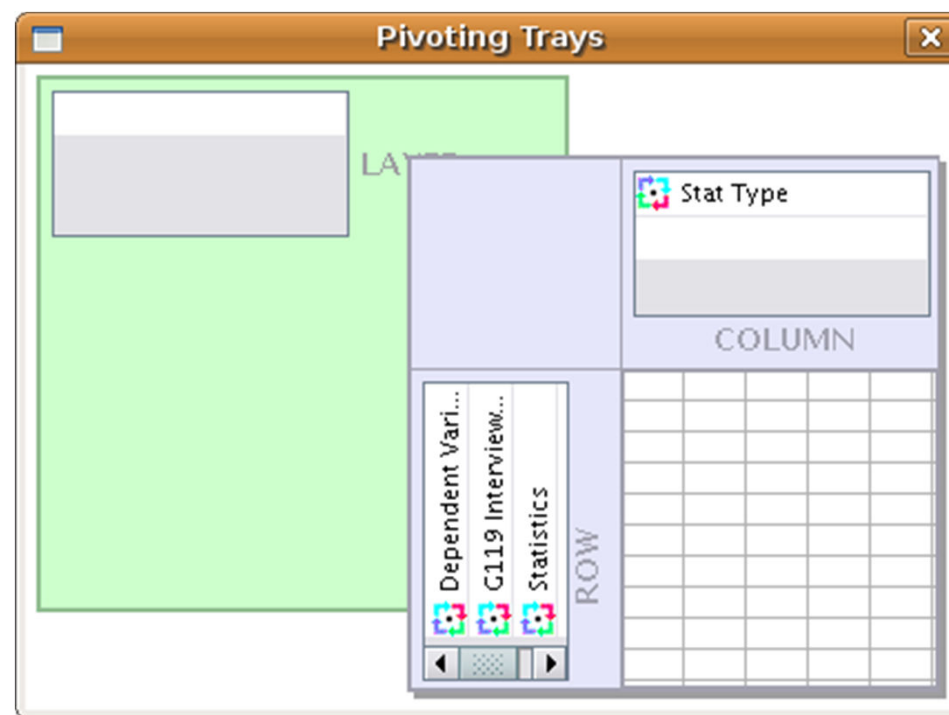 Pivoting Trays
Stat Type
COLUMN
Dependent Vari...
G119 Interview...
Statistics
ROW